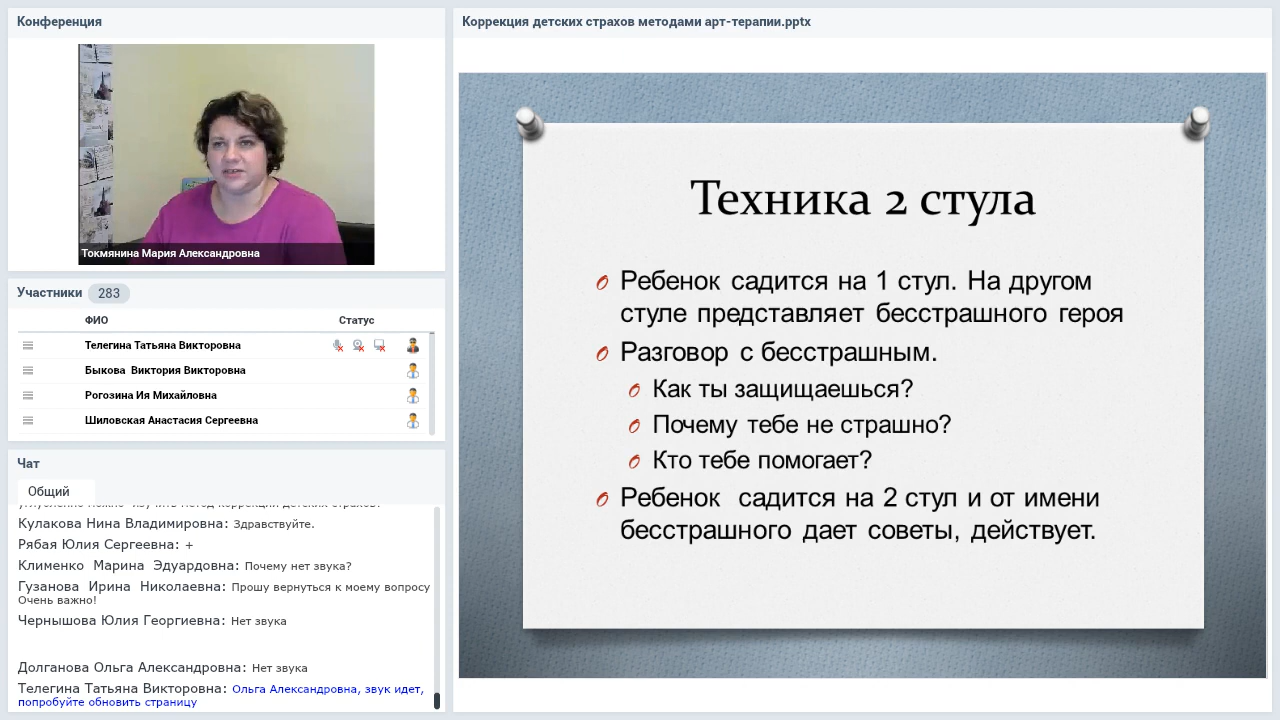 Конференция
Токмянина Мария Александровна
Участники 283
ФИО Статус
Телегина Татьяна Викторовна
Быкова Виктория Викторовна
Рогозина Ия Михайловна
Шиловская Анастасия Сергеевна
Чат
Общий
Кулакова Нина Владимировна: Здравствуйте.
Рябая Юлия Сергеевна: +
Клименко Марина Эдуардовна: Почему нет звука?
Гузанова Ирина Николаевна: Прошу вернуться к моему вопросу
Очень важно!
Чернышова Юлия Георгиевна: Нет звука
Долганова Ольга Александровна: Нет звука
Телегина Татьяна Викторовна: Ольга Александровна, звук идет,
попробуйте обновить страницу
Коррекция детских страхов методами арт-терапии.pptx
Техника 2 стула
Ребенок садится на 1 стул. На другом
стуле представляет бесстрашного героя
Разговор с бесстрашным.
Как ты защищаешься?
Почему тебе не страшно?
Кто тебе помогает?
Ребенок садится на 2 стул и от имени
бесстрашного дает советы, действует.